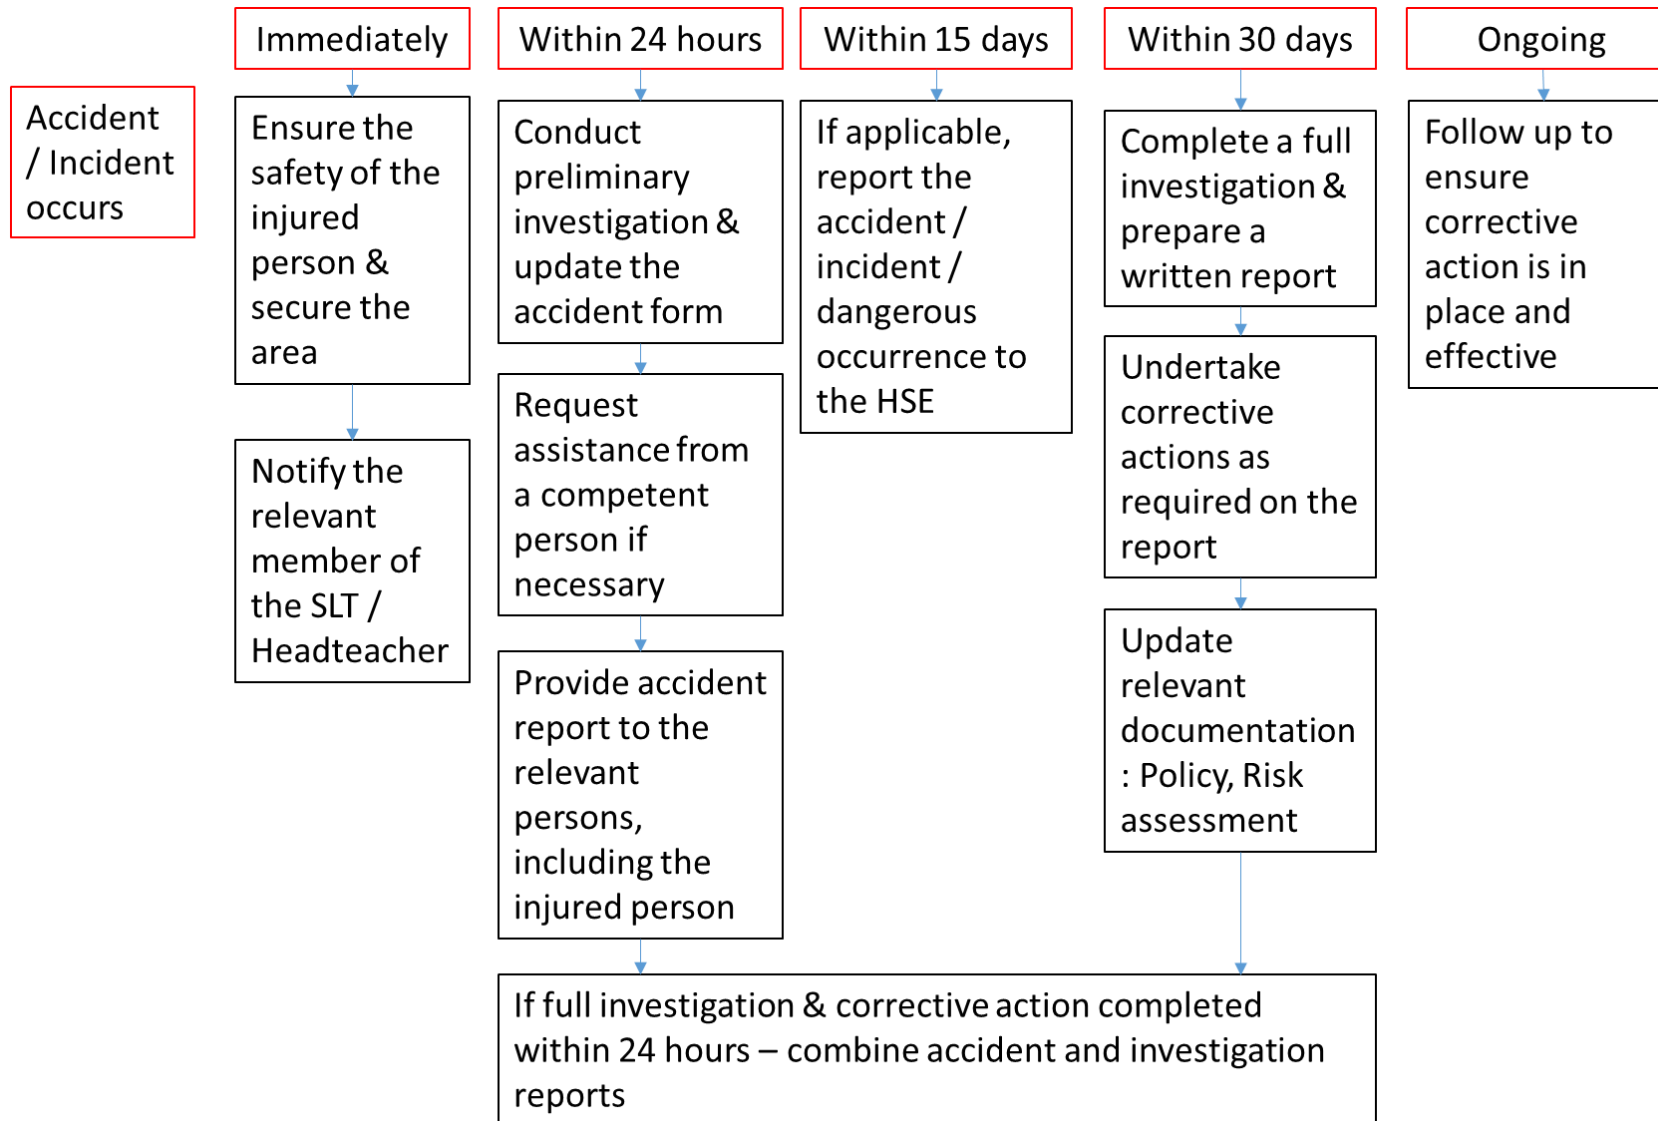 Immediately
Within 24 hours
Within 15 days
Within 30 days
Ongoing
Accident
/ Incident
occurs
Ensure the
safety of the
injured
person &
secure the
area
Notify the
relevant
member of
the SLT /
Headteacher
Conduct
preliminary
investigation &
update the
accident form
Request
assistance from
a competent
person if
necessary
Provide accident
report to the
relevant
persons,
including the
injured person
If applicable,
report the
accident /
incident /
dangerous
occurrence to
the HSE
Complete a full
investigation &
prepare a
written report
Undertake
corrective
actions as
required on the
report
Update
relevant
documentation
: Policy, Risk
assessment
Follow up to
ensure
corrective
action is in
place and
effective
If full investigation & corrective action completed
within 24 hours – combine accident and investigation
reports